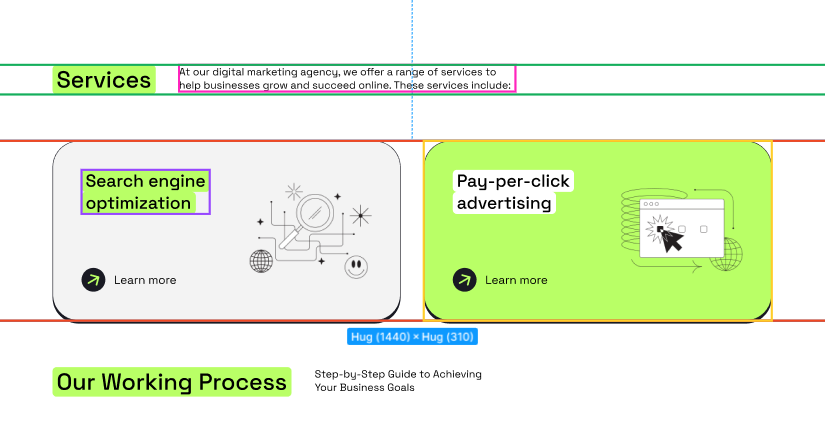 Services
At our digital marketing agency, we offer a range of services to
help businesses grow and succeed online. These services include:
Search engine
optimization
Learn more
Pay-per-click
advertising
Learn more
Hug (1440) × Hug (310)
Our Working Process
Step-by-Step Guide to Achieving
Your Business Goals